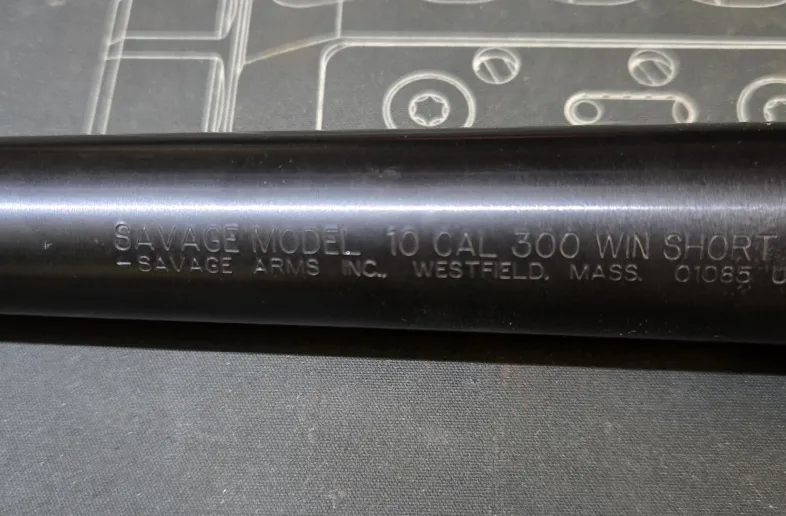 SAVAGE MODEL 10 CAL 300 WIN SHORT
SAVAGE ARMS INC., WESTFIELD, MASS. 01085 U